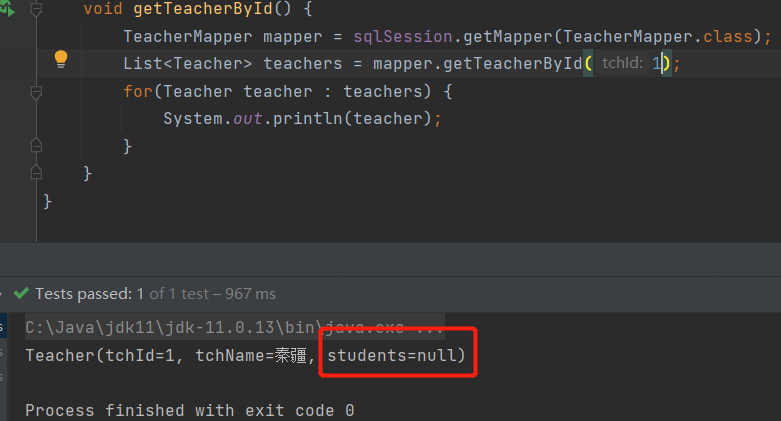 void getTeacherById() {
TeacherMapper mapper = sqlSession.getMapper(TeacherMapper.class);
List<Teacher> teachers = mapper.getTeacherById( tchId: 1);
for(Teacher teacher : teachers) {
System.out.println(teacher);
}
}
}
Tests passed: 1 of 1 test – 967 ms
C:\Java\jdk11\jdk-11.0.13\bin\java.exe ...
Teacher(tchId=1, tchName=秦疆, students=null)
Process finished with exit code 0